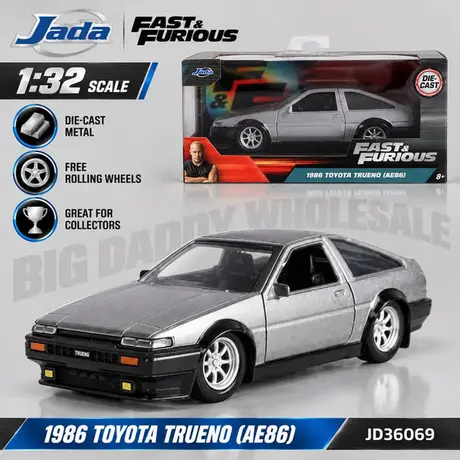 Jada
FAST & FURIOUS
1:32 SCALE
DIE-CAST METAL
FREE ROLLING WHEELS
GREAT FOR COLLECTORS
Jada
DIE-CAST
FAST & FURIOUS
1986 TOYOTA TRUENO (AE86)
8+
BIG DADDY WHOLESALE
TRUENO
1986 TOYOTA TRUENO (AE86)
JD36069